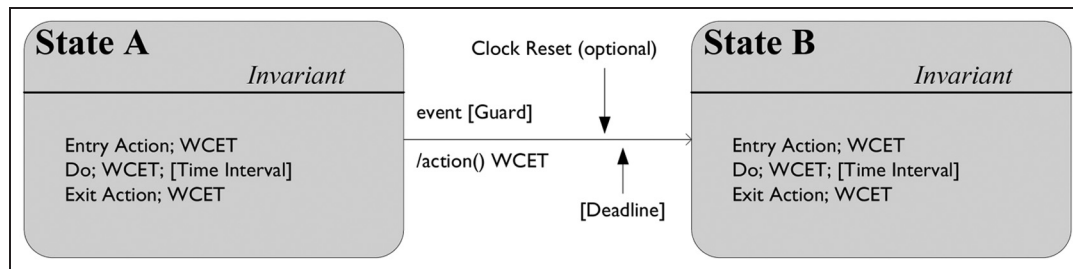 State A
Invariant
Entry Action; WCET
Do; WCET; [Time Interval]
Exit Action; WCET
Clock Reset (optional)
event [Guard]
/action() WCET
[Deadline]
State B
Invariant
Entry Action; WCET
Do; WCET; [Time Interval]
Exit Action; WCET